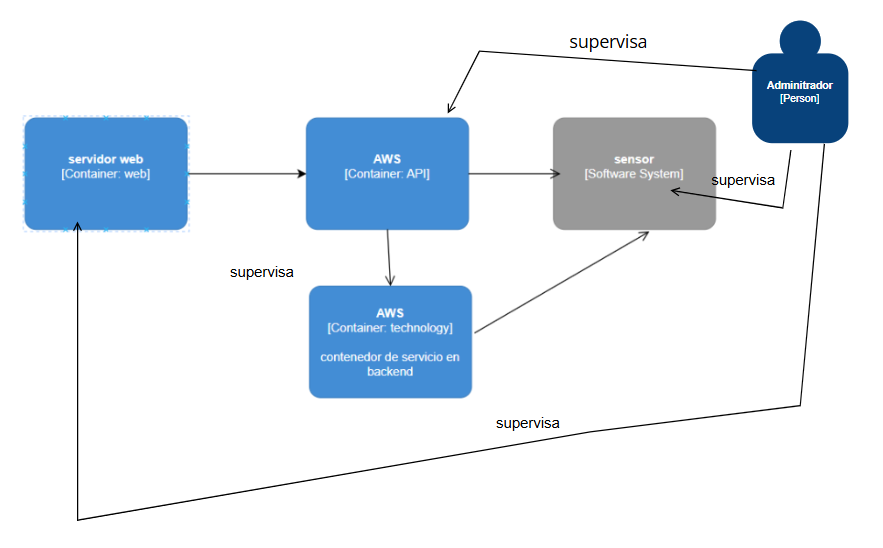 supervisa
Adminitrador
[Person]
servidor web
[Container: web]
AWS
[Container: API]
sensor
[Software System]
supervisa
supervisa
AWS
[Container: technology]
contenedor de servicio en
backend
supervisa